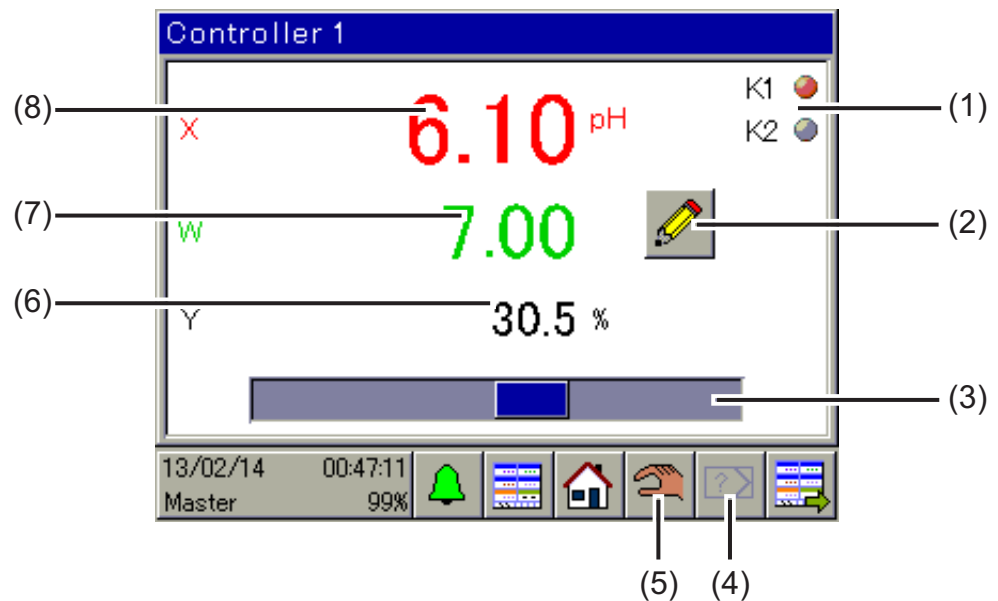 Controller 1
(8) X 6.10 pH K1 (1)
K2
(7) W 7.00 (2)
(6) Y 30.5 %
(3)
13/02/14 00:47:11
Master 99% ?
(5) (4)